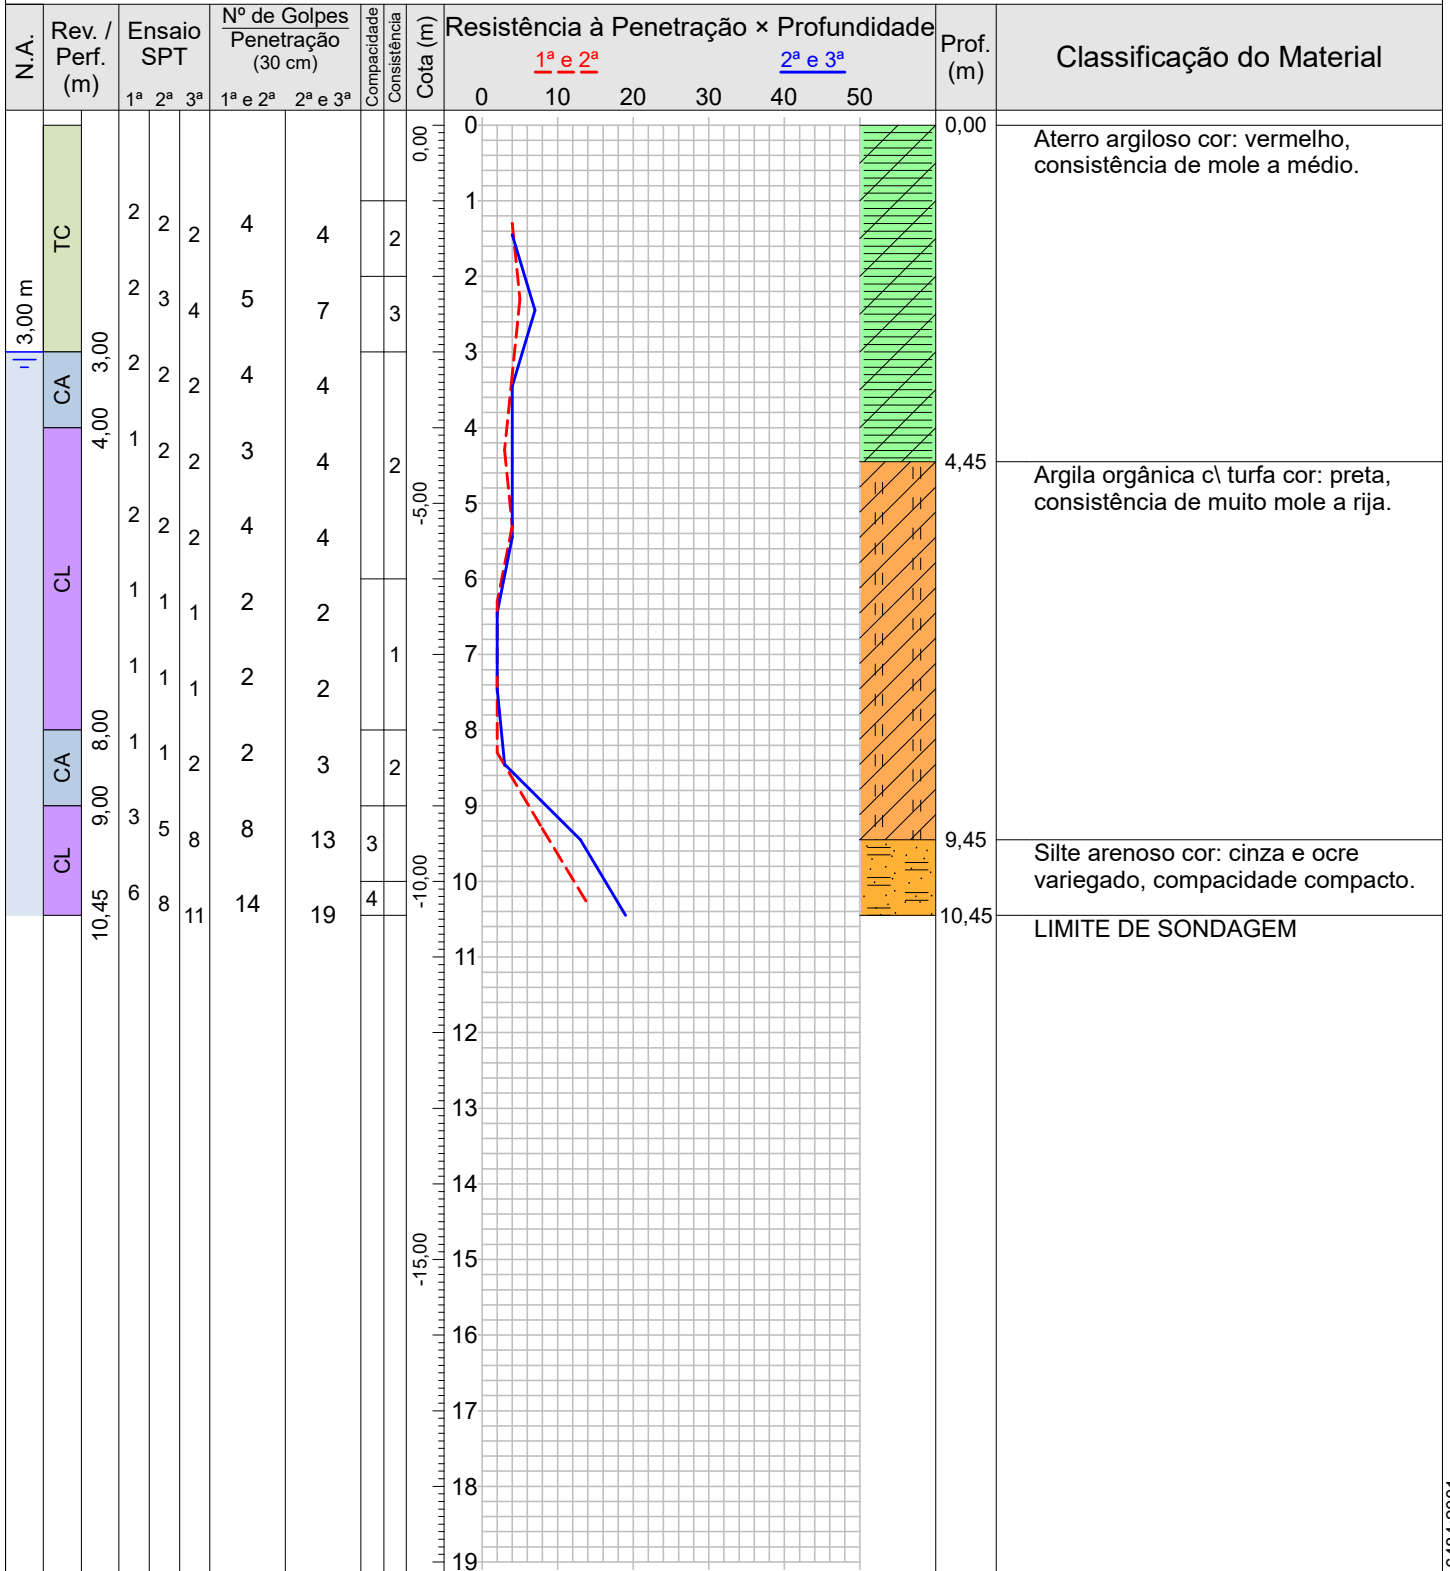 N.A.
Rev. /
Perf.
(m)
Ensaio
SPT
1ª 2ª 3ª
Nº de Golpes
Penetração
(30 cm)
1ª e 2ª 2ª e 3ª
Compacidade
Consistência
Cota (m)
Resistência à Penetração × Profundidade
1ª e 2ª 2ª e 3ª
0 10 20 30 40 50
Prof.
(m)
Classificação do Material
0,00 0 0,00
Aterro argiloso cor: vermelho,
consistência de mole a médio.
1
TC 2 2 2 4 4 2
2
3,00 m 2 3 4 5 7 3
3,00 3
CA 2 2 2 4 4
4,00 4
1 2 2 3 4 2 4,45
Argila orgânica c\ turfa cor: preta,
consistência de muito mole a rija.
-5,00 5
2 2 2 4 4
CL 6
1 1 1 2 2
1 7
1 1 1 2 2
8,00 8
CA 1 1 2 2 3 2
9,00 9
3 5 8 8 13 3 9,45
Silte arenoso cor: cinza e ocre
variegado, compacidade compacto.
CL -10,00 10
6 8 11 14 19 4
10,45 10,45
LIMITE DE SONDAGEM
11
12
13
14
-15,00 15
16
17
18
19